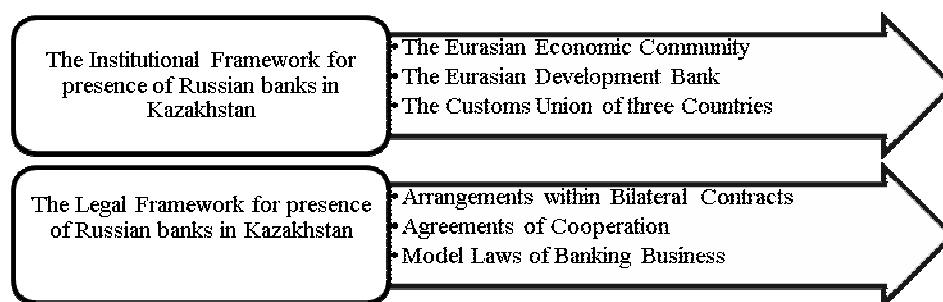 The Institutional Framework for
presence of Russian banks in
Kazakhstan
• The Eurasian Economic Community
• The Eurasian Development Bank
• The Customs Union of three Countries
The Legal Framework for presence
of Russian banks in Kazakhstan
• Arrangements within Bilateral Contracts
• Agreements of Cooperation
• Model Laws of Banking Business